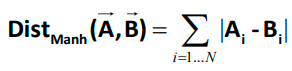 Dist_Manh (A⃗, B⃗) = ∑_{i=1...N} |A_i - B_i|